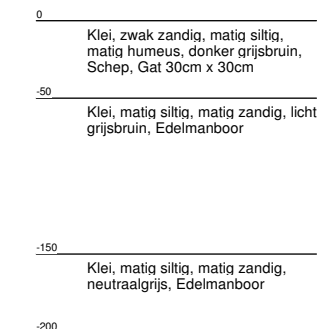 0
Klei, zwak zandig, matig siltig,
matig humeus, donker grijsbruin,
Schep, Gat 30cm x 30cm
-50
Klei, matig siltig, matig zandig, licht
grijsbruin, Edelmanboor
-150
Klei, matig siltig, matig zandig,
neutraalgrijs, Edelmanboor
-200